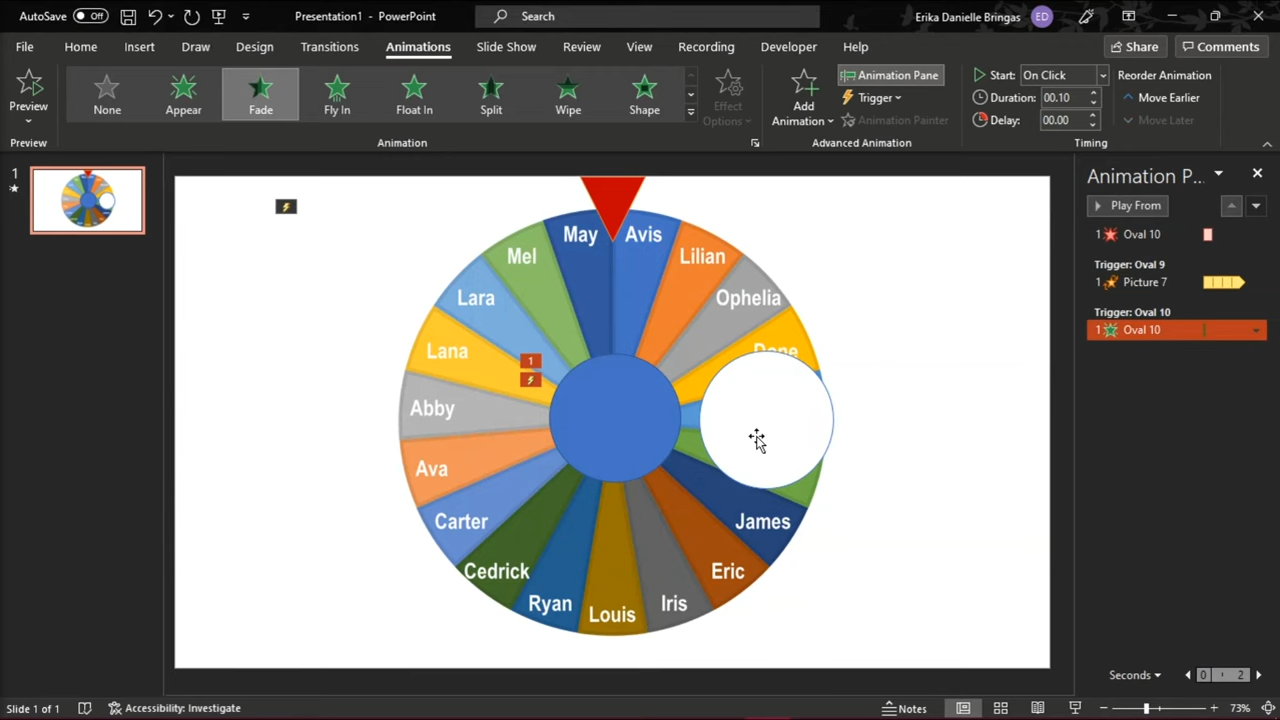 AutoSave Off Presentation1 - PowerPoint Search Erika Danielle Bringas ED
File Home Insert Draw Design Transitions Animations Slide Show Review View Recording Developer Help Share Comments
Preview
None Appear Fade Fly In Float In Split Wipe Shape
Effect Options
Add Animation
Animation Pane
Trigger
Animation Painter
Start: On Click
Duration: 00.10
Delay: 00.00
Reorder Animation
Move Earlier
Move Later
Preview Animation Advanced Animation Timing
1
May
Avis
Mel
Lilian
Lara
Ophelia
Lana
Dane
1
Abby
Ava
Carter
James
Cedrick
Eric
Ryan
Louis
Iris
Animation P...
Play From
1 Oval 10
Trigger: Oval 9
1 Picture 7
Trigger: Oval 10
1 Oval 10
Seconds 0 2
Slide 1 of 1 Accessibility: Investigate Notes 73%